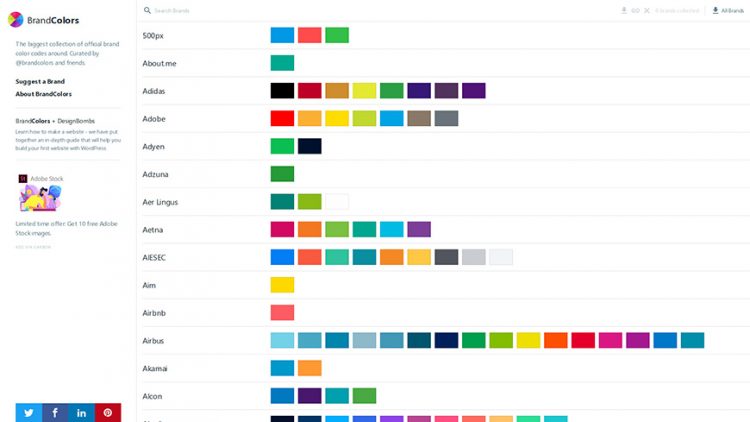 BrandColors
The biggest collection of official brand
color codes around. Curated by
@brandcolors and friends.
Suggest a Brand
About BrandColors
BrandColors + DesignBombs
Learn how to make a website - we have put
together an in-depth guide that will help you
build your first website with WordPress
Adobe Stock
Limited time offer: Get 10 free Adobe
Stock images.
ADS VIA CARBON
Search Brands
0 brands collected
All Brands
500px
About.me
Adidas
Adobe
Adyen
Adzuna
Aer Lingus
Aetna
AIESEC
Aim
Airbnb
Airbus
Akamai
Alcon